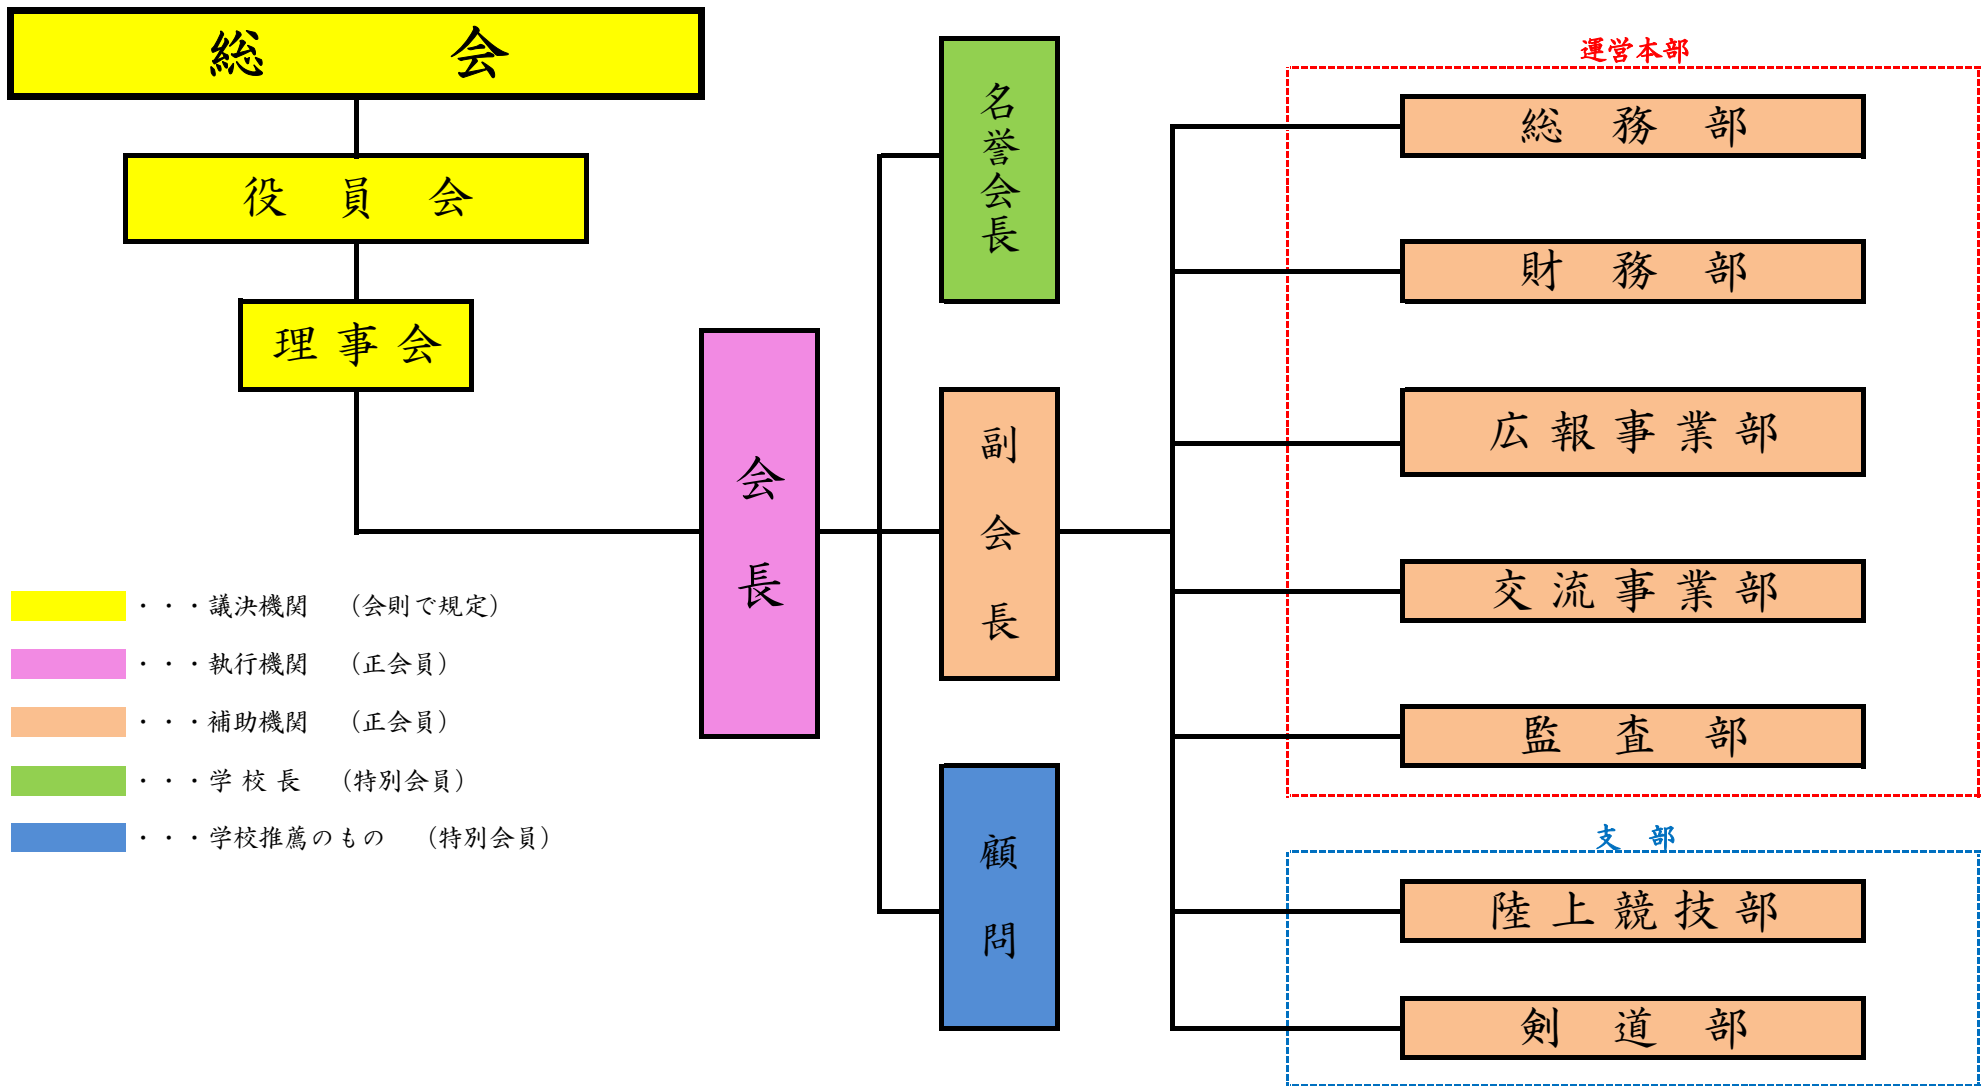 総会
役員会
理事会
会長
名誉会長
副会長
顧問
運営本部
総務部
財務部
広報事業部
交流事業部
監査部
支部
陸上競技部
剣道部
・・・議決機関 (会則で規定)
・・・執行機関 (正会員)
・・・補助機関 (正会員)
・・・学校長 (特別会員)
・・・学校推薦のもの (特別会員)